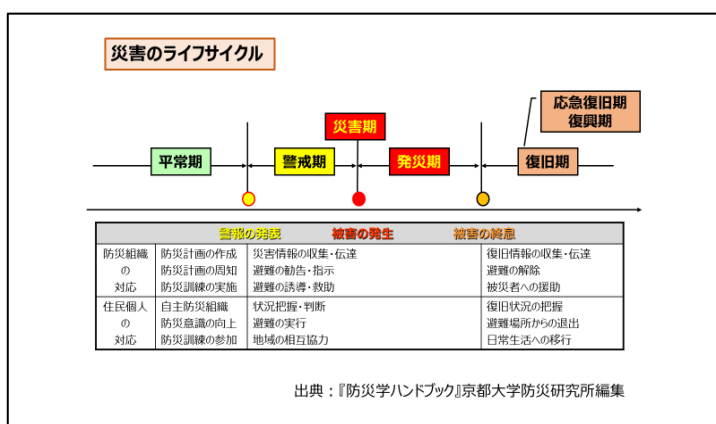 災害のライフサイクル
応急復旧期
復興期
災害期
平常期
警戒期
発災期
復旧期
警報の発表 被害の発生 被害の終息
防災組織 防災計画の作成 災害情報の収集・伝達 復旧情報の収集・伝達
の 防災計画の周知 避難の勧告・指示 避難の解除
対応 防災訓練の実施 避難の誘導・救助 被災者への援助
住民個人 自主防災組織 状況把握・判断 復旧状況の把握
の 防災意識の向上 避難の実行 避難場所からの退出
対応 防災訓練の参加 地域の相互協力 日常生活への移行
出典：『防災学ハンドブック』京都大学防災研究所編集